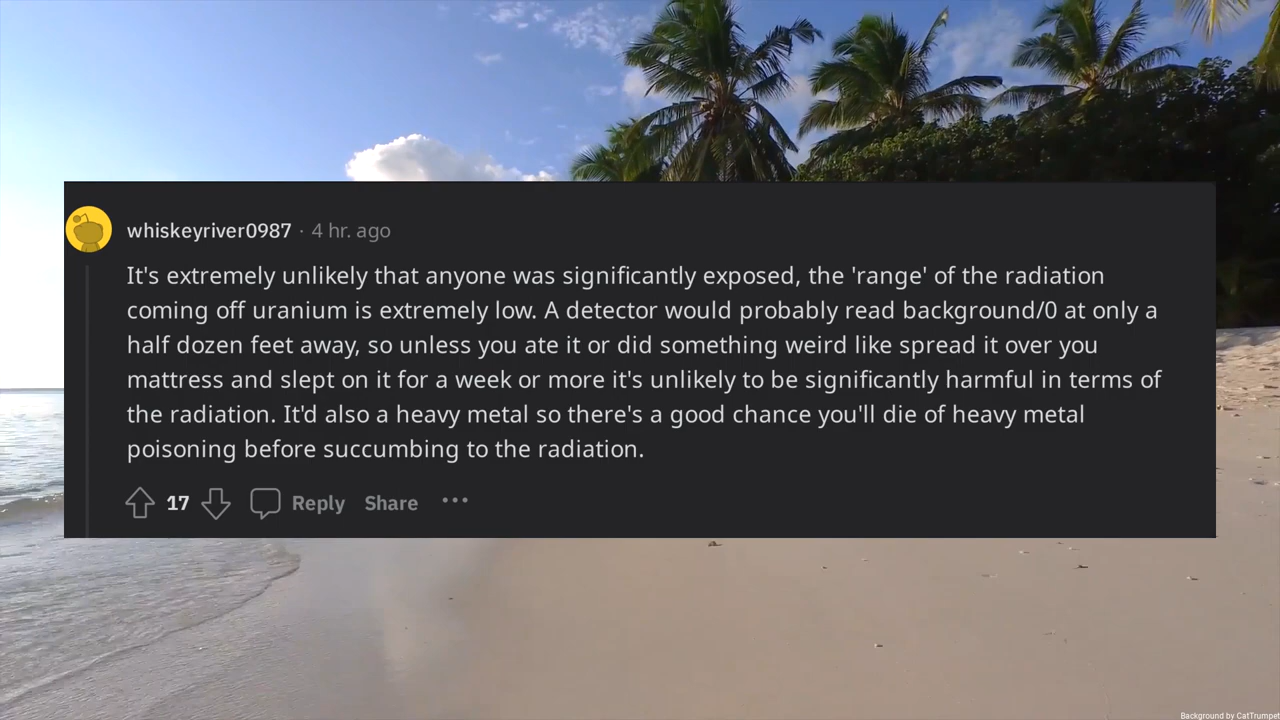 whiskeyriver0987 · 4 hr. ago
It's extremely unlikely that anyone was significantly exposed, the 'range' of the radiation
coming off uranium is extremely low. A detector would probably read background/0 at only a
half dozen feet away, so unless you ate it or did something weird like spread it over you
mattress and slept on it for a week or more it's unlikely to be significantly harmful in terms of
the radiation. It'd also a heavy metal so there's a good chance you'll die of heavy metal
poisoning before succumbing to the radiation.
17 Reply Share ···
Background by CatTrumpet